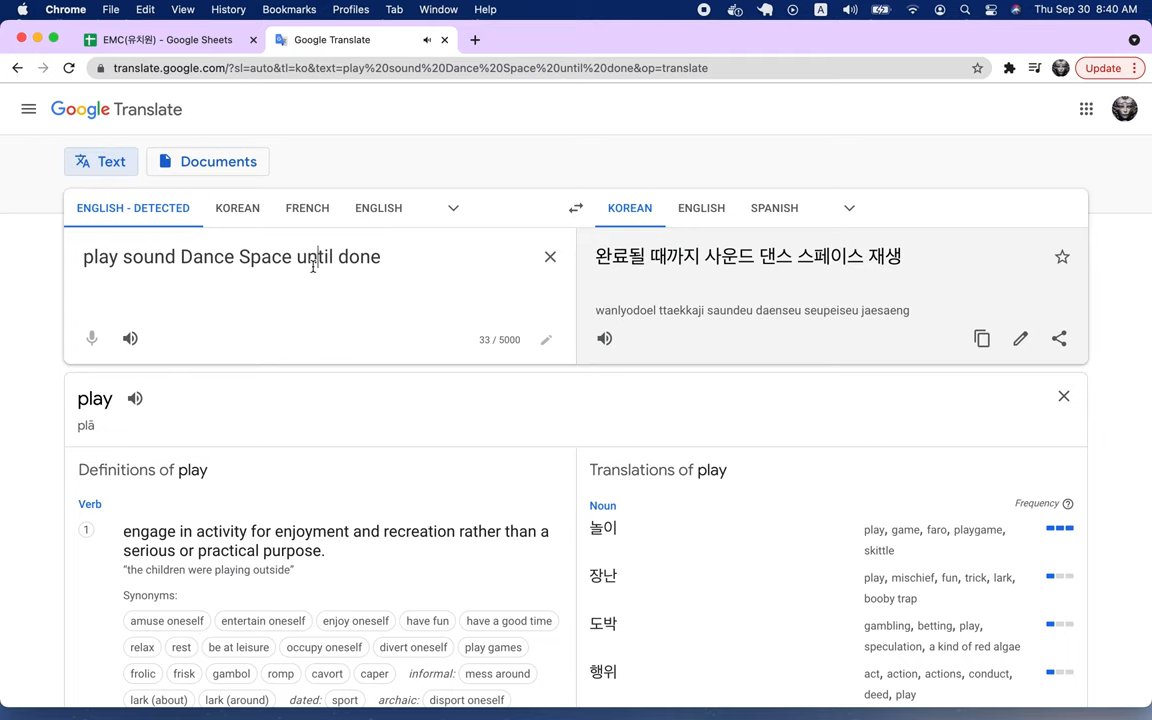 Chrome File Edit View History Bookmarks Profiles Tab Window Help A Thu Sep 30 8:40 AM
EMC(유치원) - Google Sheets Google Translate
translate.google.com/?sl=auto&tl=ko&text=play%20sound%20Dance%20Space%20until%20done&op=translate Update
Google Translate
Text Documents
ENGLISH - DETECTED KOREAN FRENCH ENGLISH KOREAN ENGLISH SPANISH
play sound Dance Space until done 완료될 때까지 사운드 댄스 스페이스 재생
wanlyodoel ttaekkaji saundeu daenseu seupeiseu jaesaeng
33 / 5000
play
plā
Definitions of play Translations of play
Verb Noun Frequency
1 engage in activity for enjoyment and recreation rather than a 놀이 play, game, faro, playgame,
serious or practical purpose. skittle
"the children were playing outside" 장난 play, mischief, fun, trick, lark,
Synonyms: booby trap
amuse oneself entertain oneself enjoy oneself have fun have a good time 도박 gambling, betting, play,
relax rest be at leisure occupy oneself divert oneself play games speculation, a kind of red algae
frolic frisk gambol romp cavort caper informal: mess around 행위 act, action, actions, conduct,
lark (about) lark (around) dated: sport archaic: disport oneself deed, play